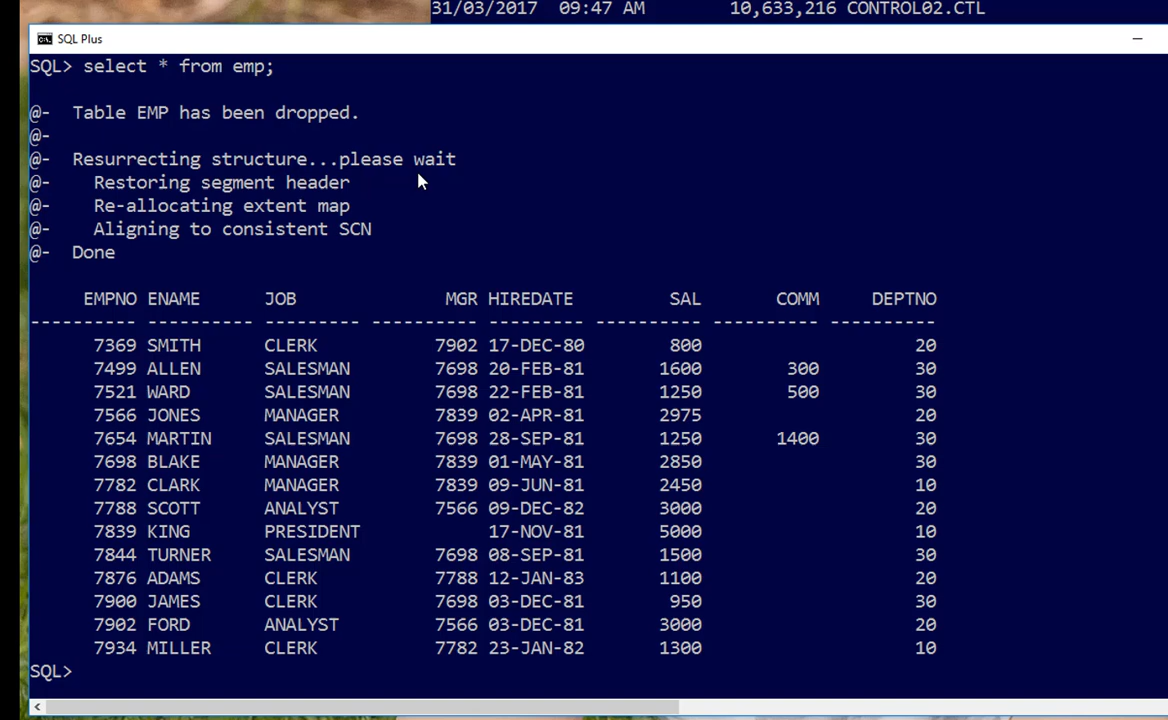 31/03/2017  09:47 AM        10,633,216 CONTROL02.CTL
SQL Plus
SQL> select * from emp;
@-  Table EMP has been dropped.
@-
@-  Resurrecting structure...please wait
@-    Restoring segment header
@-    Re-allocating extent map
@-    Aligning to consistent SCN
@-  Done
     EMPNO ENAME      JOB              MGR HIREDATE         SAL       COMM     DEPTNO
---------- ---------- --------- ---------- --------- ---------- ---------- ----------
      7369 SMITH      CLERK           7902 17-DEC-80        800                    20
      7499 ALLEN      SALESMAN        7698 20-FEB-81       1600        300         30
      7521 WARD       SALESMAN        7698 22-FEB-81       1250        500         30
      7566 JONES      MANAGER         7839 02-APR-81       2975                    20
      7654 MARTIN     SALESMAN        7698 28-SEP-81       1250       1400         30
      7698 BLAKE      MANAGER         7839 01-MAY-81       2850                    30
      7782 CLARK      MANAGER         7839 09-JUN-81       2450                    10
      7788 SCOTT      ANALYST         7566 09-DEC-82       3000                    20
      7839 KING       PRESIDENT            17-NOV-81       5000                    10
      7844 TURNER     SALESMAN        7698 08-SEP-81       1500                    30
      7876 ADAMS      CLERK           7788 12-JAN-83       1100                    20
      7900 JAMES      CLERK           7698 03-DEC-81        950                    30
      7902 FORD       ANALYST         7566 03-DEC-81       3000                    20
      7934 MILLER     CLERK           7782 23-JAN-82       1300                    10
SQL>